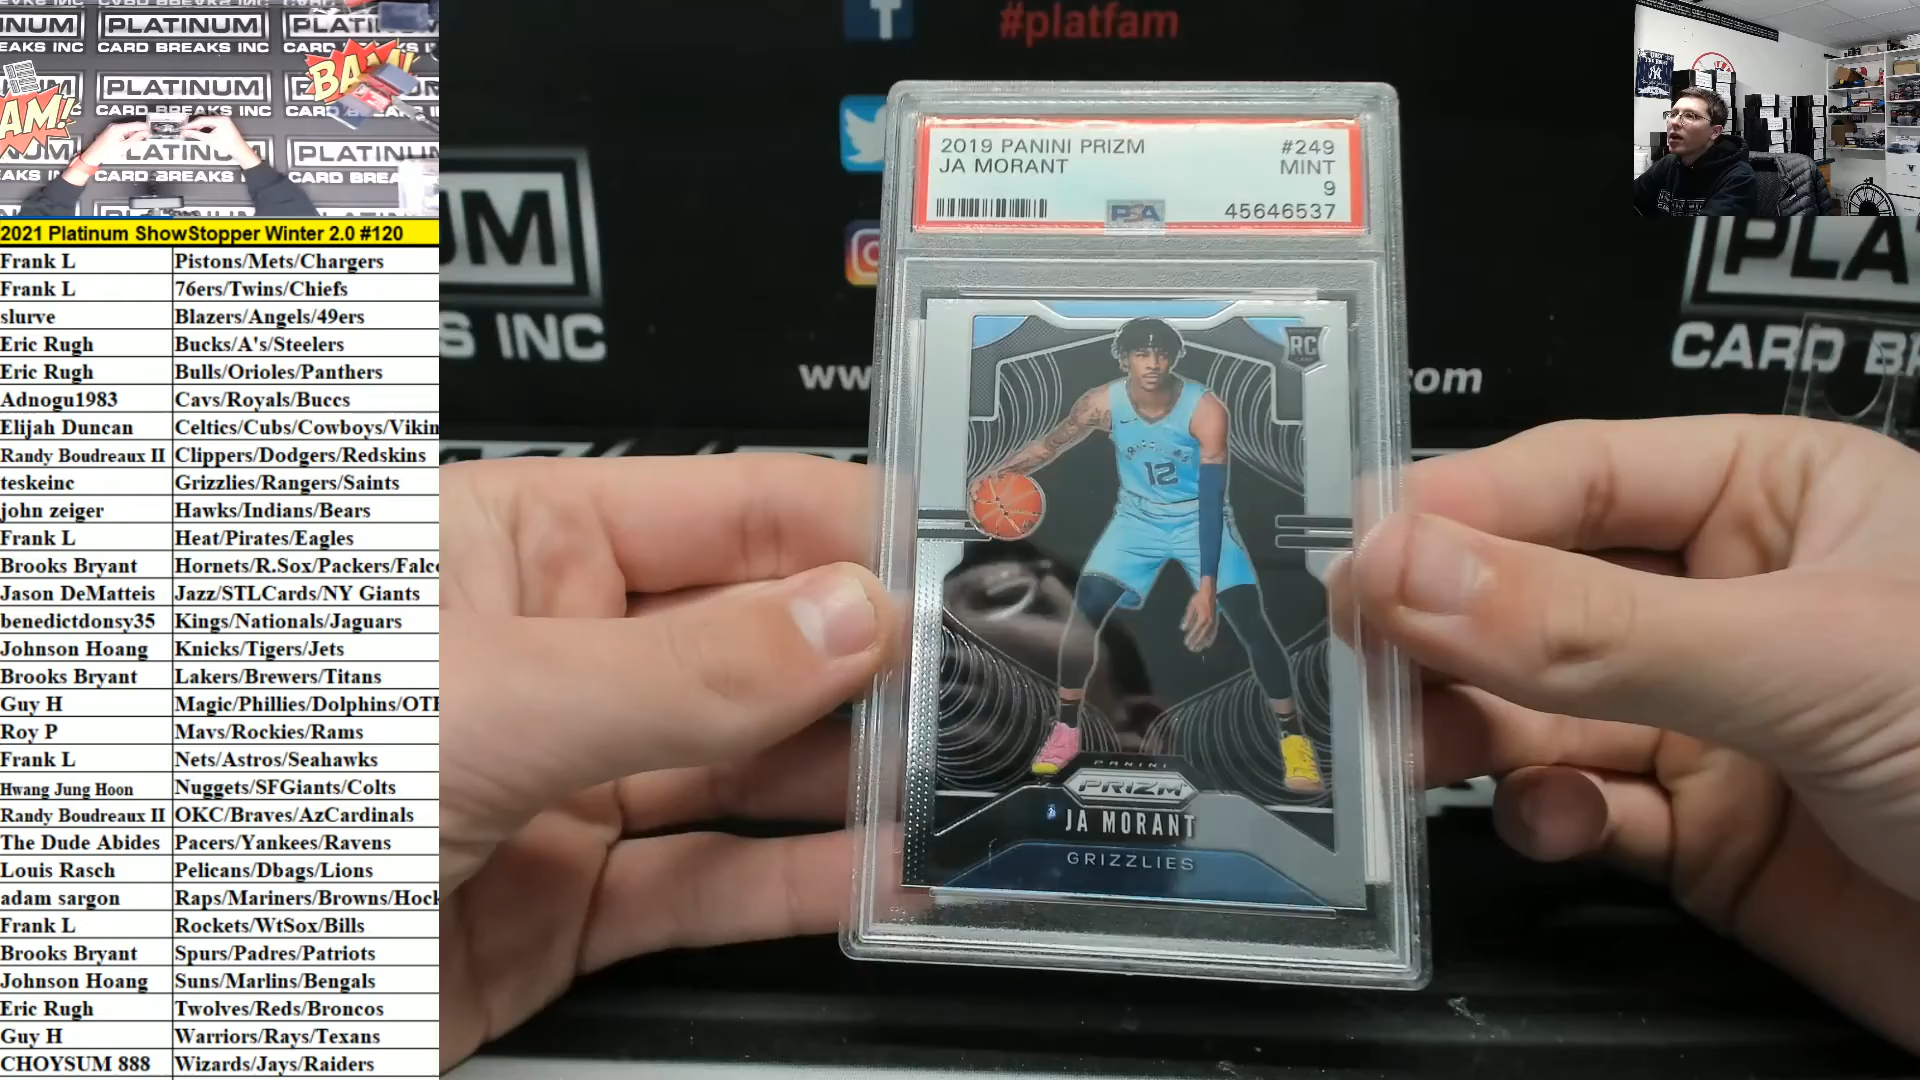 PLATINUM
CARD BREAKS INC
BAM!
AM!
#platfam
2021 Platinum ShowStopper Winter 2.0 #120
Frank L Pistons/Mets/Chargers
Frank L 76ers/Twins/Chiefs
slurve Blazers/Angels/49ers
Eric Rugh Bucks/A's/Steelers
Eric Rugh Bulls/Orioles/Panthers
Adnogu1983 Cavs/Royals/Buccs
Elijah Duncan Celtics/Cubs/Cowboys/Vikin
Randy Boudreaux II Clippers/Dodgers/Redskins
teskeinc Grizzlies/Rangers/Saints
john zeiger Hawks/Indians/Bears
Frank L Heat/Pirates/Eagles
Brooks Bryant Hornets/R.Sox/Packers/Falc
Jason DeMatteis Jazz/STLCards/NY Giants
benedictdonsy35 Kings/Nationals/Jaguars
Johnson Hoang Knicks/Tigers/Jets
Brooks Bryant Lakers/Brewers/Titans
Guy H Magic/Phillies/Dolphins/OTH
Roy P Mavs/Rockies/Rams
Frank L Nets/Astros/Seahawks
Hwang Jung Hoon Nuggets/SFGiants/Colts
Randy Boudreaux II OKC/Braves/AzCardinals
The Dude Abides Pacers/Yankees/Ravens
Louis Rasch Pelicans/Dbags/Lions
adam sargon Raps/Mariners/Browns/Hock
Frank L Rockets/WtSox/Bills
Brooks Bryant Spurs/Padres/Patriots
Johnson Hoang Suns/Marlins/Bengals
Eric Rugh Twolves/Reds/Broncos
Guy H Warriors/Rays/Texans
CHOYSUM 888 Wizards/Jays/Raiders
2019 PANINI PRIZM #249
JA MORANT MINT
9
PSA 45646537
RC
12
PANINI
PRIZM
JA MORANT
GRIZZLIES
UM
S INC
ww
com
PLA
CARD B